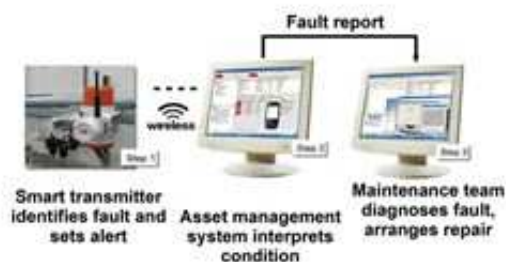 Fault report
wireless
Step 1
Step 2
Step 3
Smart transmitter
identifies fault and
sets alert
Asset management
system interprets
condition
Maintenance team
diagnoses fault,
arranges repair